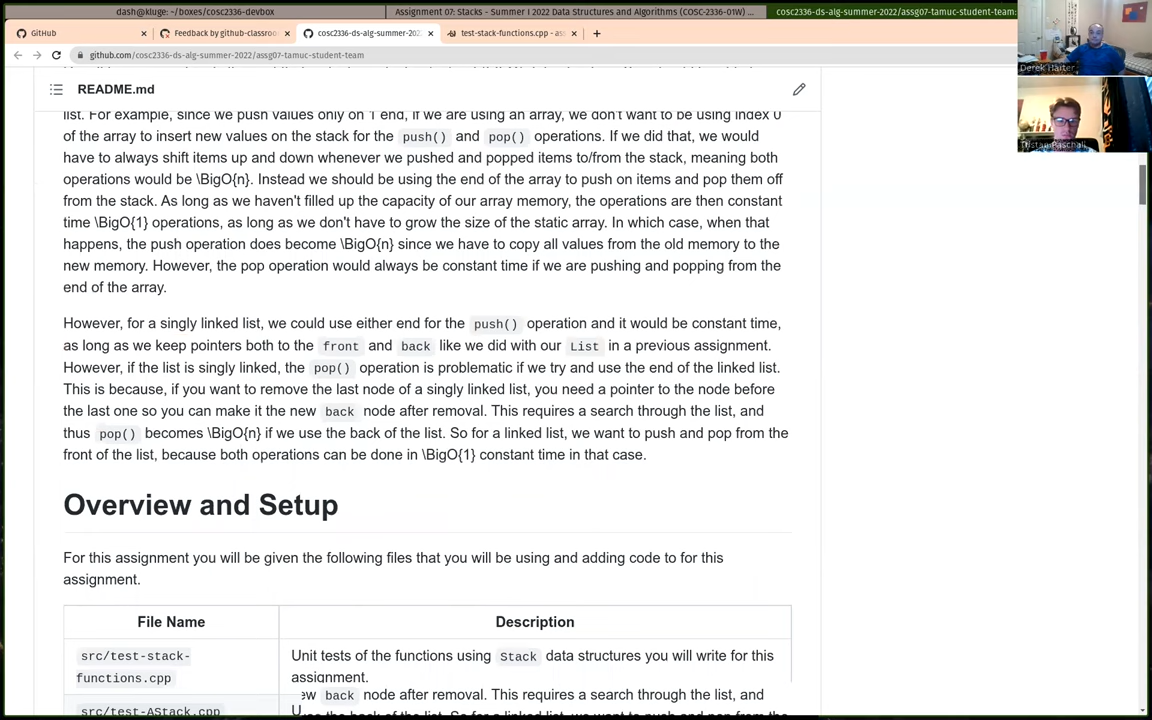 dash@kluge: ~/boxes/cosc2336-devbox
Assignment 07: Stacks - Summer I 2022 Data Structures and Algorithms (COSC-2336-01W) ...
cosc2336-ds-alg-summer-2022/assg07-tamuc-student-team:
GitHub
Feedback by github-classroo
cosc2336-ds-alg-summer-202
test-stack-functions.cpp - ass
github.com/cosc2336-ds-alg-summer-2022/assg07-tamuc-student-team
Derek Harter
Tristan Paschall
README.md
list. For example, since we push values only on 1 end, if we are using an array, we don't want to be using index 0
of the array to insert new values on the stack for the push() and pop() operations. If we did that, we would
have to always shift items up and down whenever we pushed and popped items to/from the stack, meaning both
operations would be \BigO{n}. Instead we should be using the end of the array to push on items and pop them off
from the stack. As long as we haven't filled up the capacity of our array memory, the operations are then constant
time \BigO{1} operations, as long as we don't have to grow the size of the static array. In which case, when that
happens, the push operation does become \BigO{n} since we have to copy all values from the old memory to the
new memory. However, the pop operation would always be constant time if we are pushing and popping from the
end of the array.
However, for a singly linked list, we could use either end for the push() operation and it would be constant time,
as long as we keep pointers both to the front and back like we did with our List in a previous assignment.
However, if the list is singly linked, the pop() operation is problematic if we try and use the end of the linked list.
This is because, if you want to remove the last node of a singly linked list, you need a pointer to the node before
the last one so you can make it the new back node after removal. This requires a search through the list, and
thus pop() becomes \BigO{n} if we use the back of the list. So for a linked list, we want to push and pop from the
front of the list, because both operations can be done in \BigO{1} constant time in that case.
Overview and Setup
For this assignment you will be given the following files that you will be using and adding code to for this
assignment.
File Name
Description
src/test-stack-
functions.cpp
Unit tests of the functions using Stack data structures you will write for this
assignment.
ew back node after removal. This requires a search through the list, and
src/test-AStack.cpp